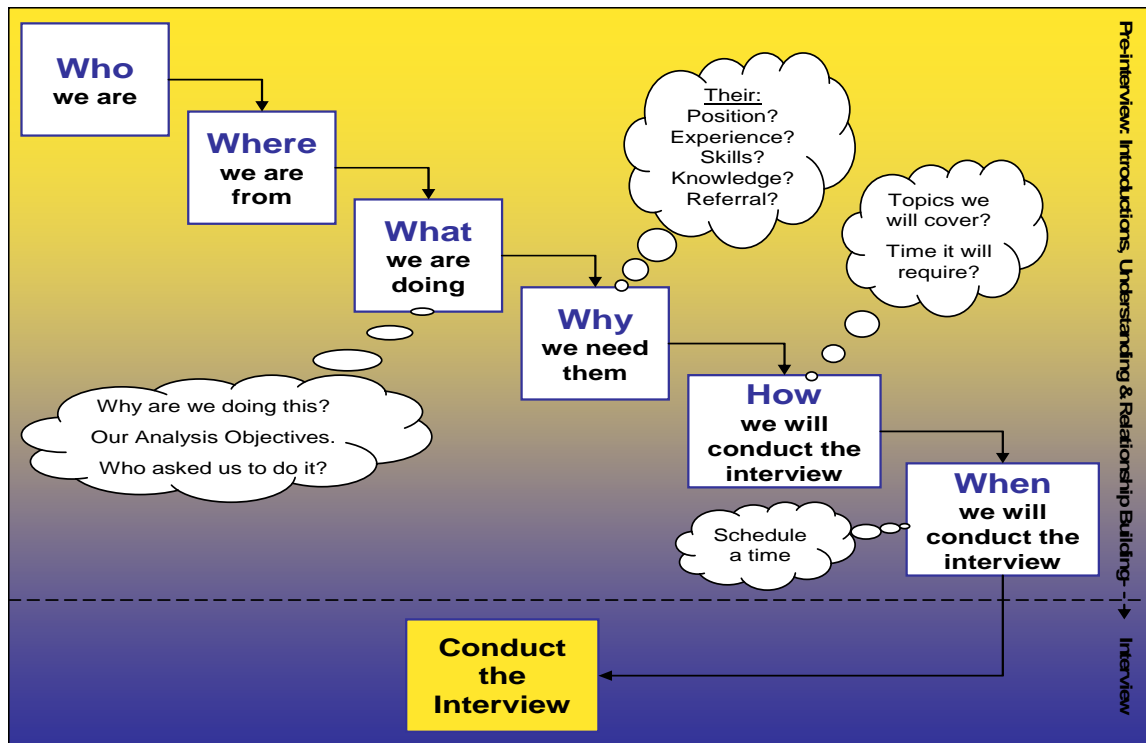 Who
we are
Where
we are
from
What
we are
doing
Why are we doing this?
Our Analysis Objectives.
Who asked us to do it?
Why
we need
them
Their:
Position?
Experience?
Skills?
Knowledge?
Referral?
How
we will
conduct the
interview
Topics we
will cover?
Time it will
require?
When
we will
conduct the
interview
Schedule
a time
Conduct
the
Interview
Pre-interview: Introductions, Understanding & Relationship Building
Interview